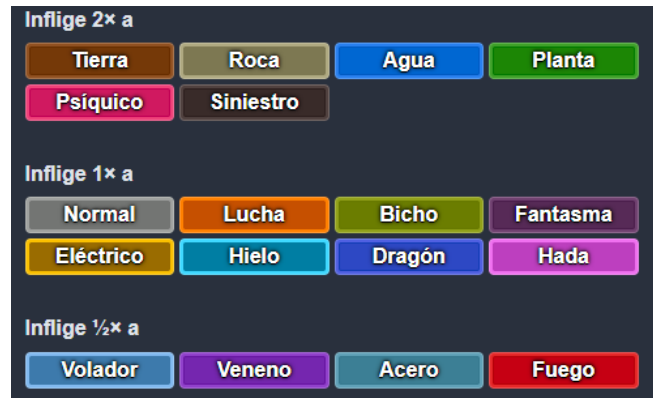 Inflige 2× a
Tierra Roca Agua Planta
Psíquico Siniestro
Inflige 1× a
Normal Lucha Bicho Fantasma
Eléctrico Hielo Dragón Hada
Inflige ½× a
Volador Veneno Acero Fuego